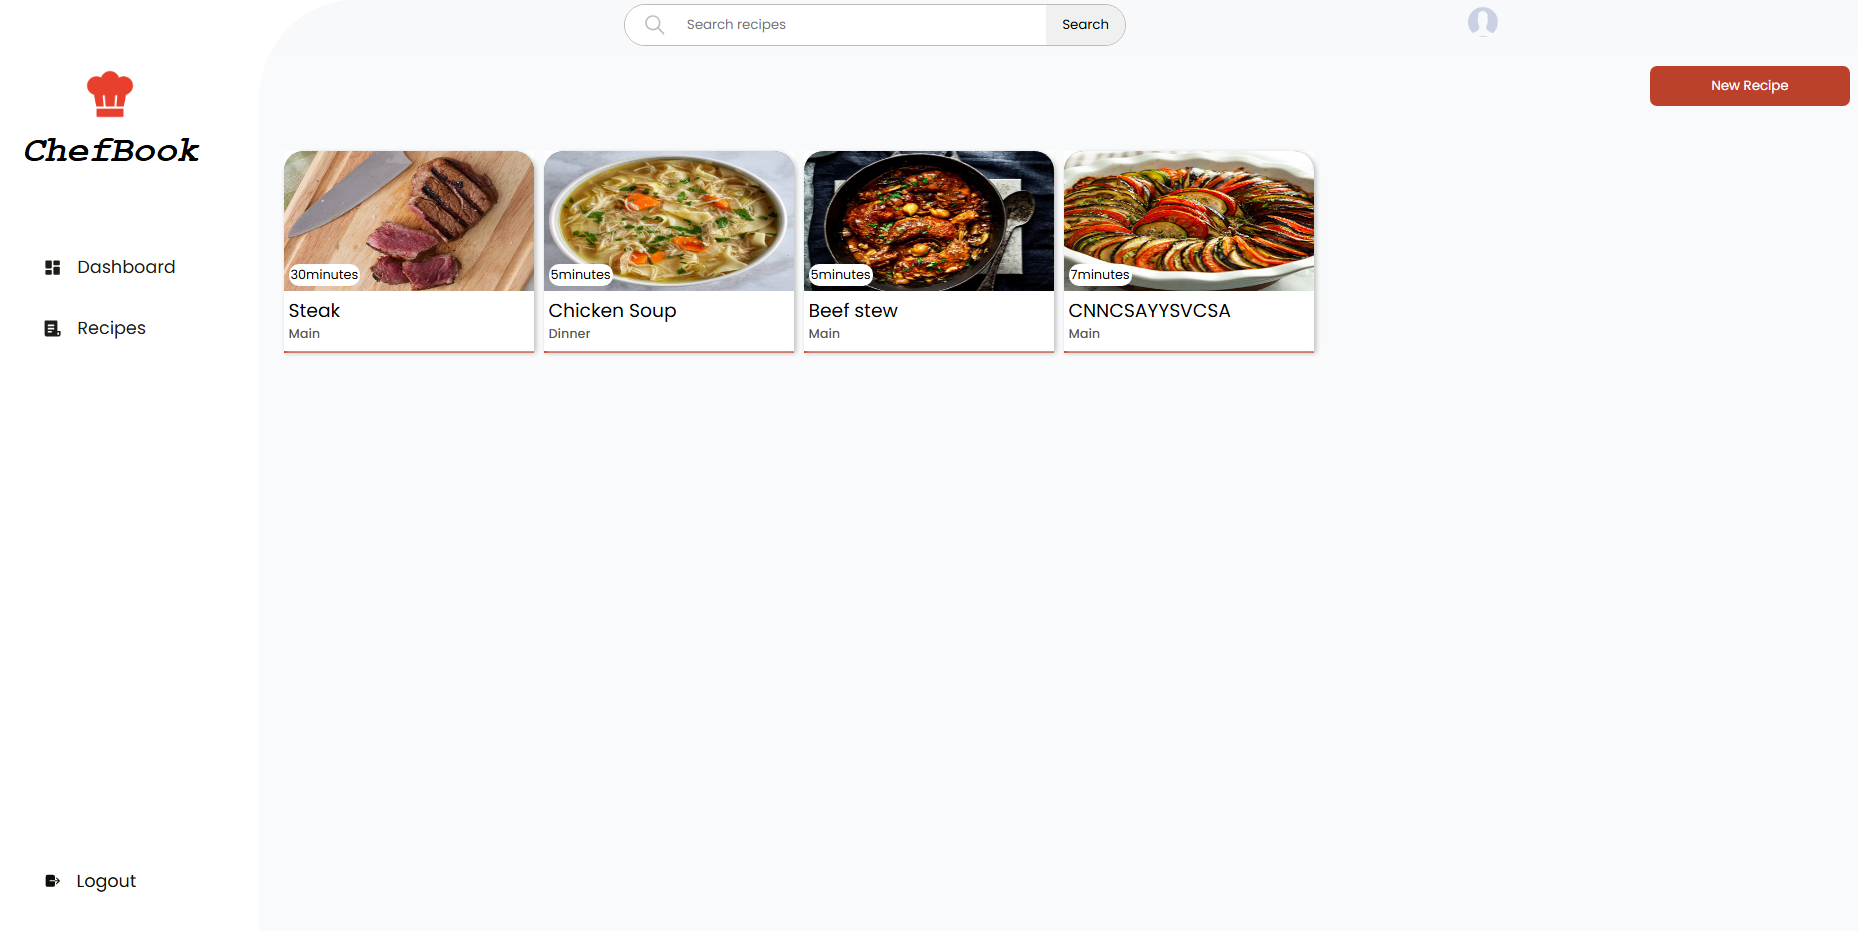 Search recipes
Search
New Recipe
ChefBook
Dashboard
Recipes
30minutes
Steak
Main
5minutes
Chicken Soup
Dinner
5minutes
Beef stew
Main
7minutes
CNNCSAYYSVCSA
Main
Logout